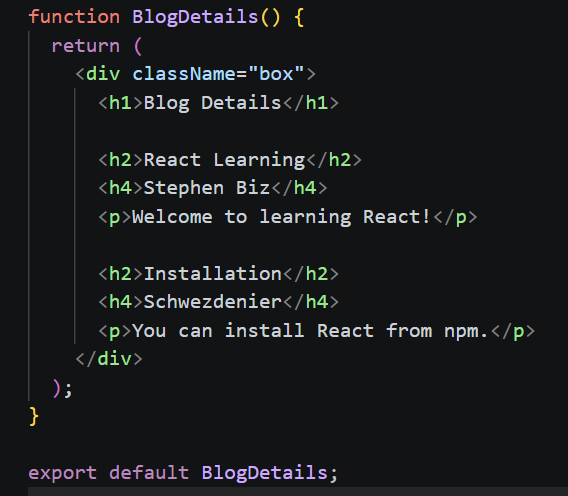 function BlogDetails() {
  return (
    <div className="box">
      <h1>Blog Details</h1>

      <h2>React Learning</h2>
      <h4>Stephen Biz</h4>
      <p>Welcome to learning React!</p>

      <h2>Installation</h2>
      <h4>Schwezdenier</h4>
      <p>You can install React from npm.</p>
    </div>
  );
}

export default BlogDetails;